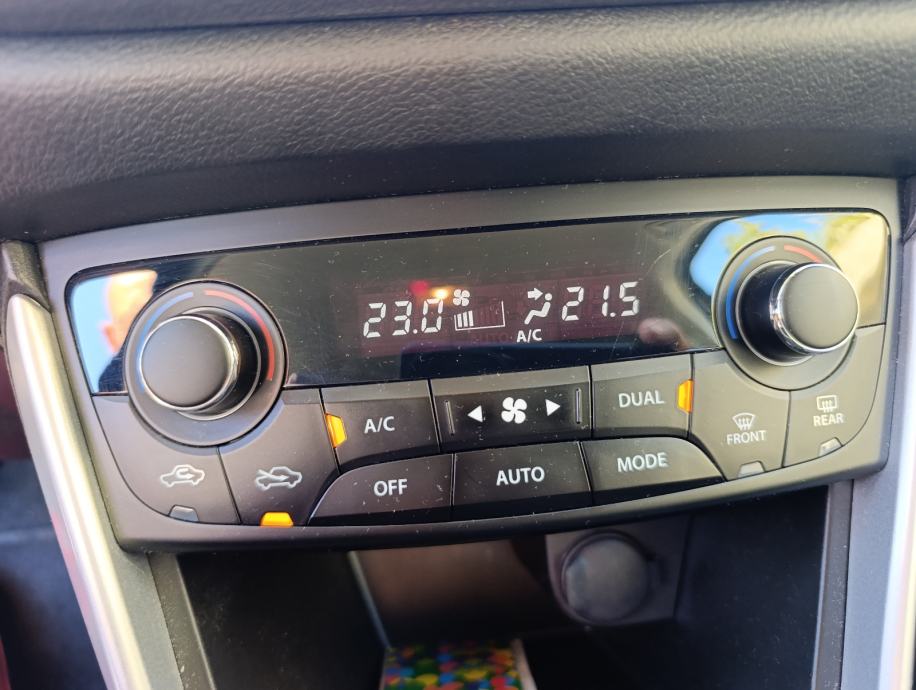 23.0 21.5
A/C
A/C
DUAL
FRONT
REAR
OFF
AUTO
MODE